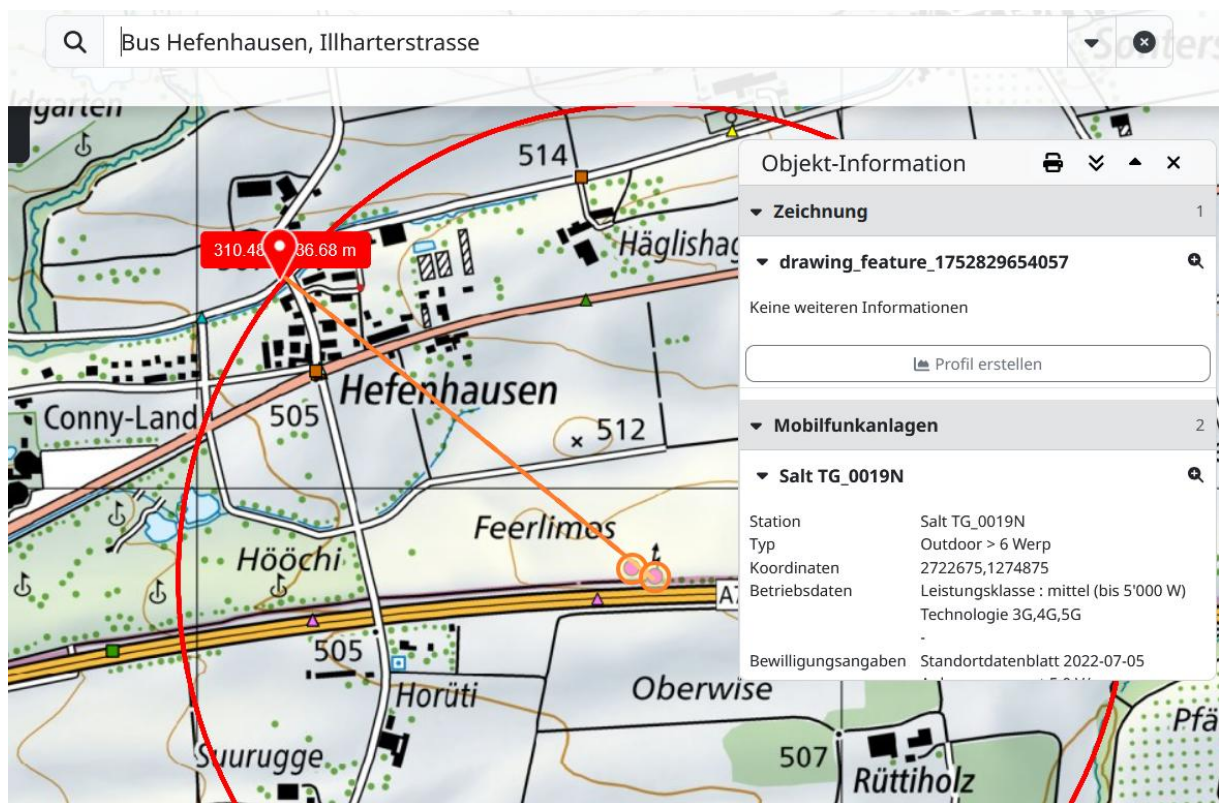 Bus Hefenhausen, Illharterstrasse
514
Häglishag
310.48 36.68 m
Hefenhausen
Conny-Land
505
512
Feerlimos
Hööchi
505
Horüti
Oberwise
Suurugge
507
Rüttiholz
Objekt-Information
Zeichnung 1
drawing_feature_1752829654057
Keine weiteren Informationen
Profil erstellen
Mobilfunkanlagen 2
Salt TG_0019N
Station Salt TG_0019N
Typ Outdoor > 6 Werp
Koordinaten 2722675,1274875
Betriebsdaten Leistungsklasse : mittel (bis 5'000 W)
Technologie 3G,4G,5G
-
Bewilligungsangaben Standortdatenblatt 2022-07-05